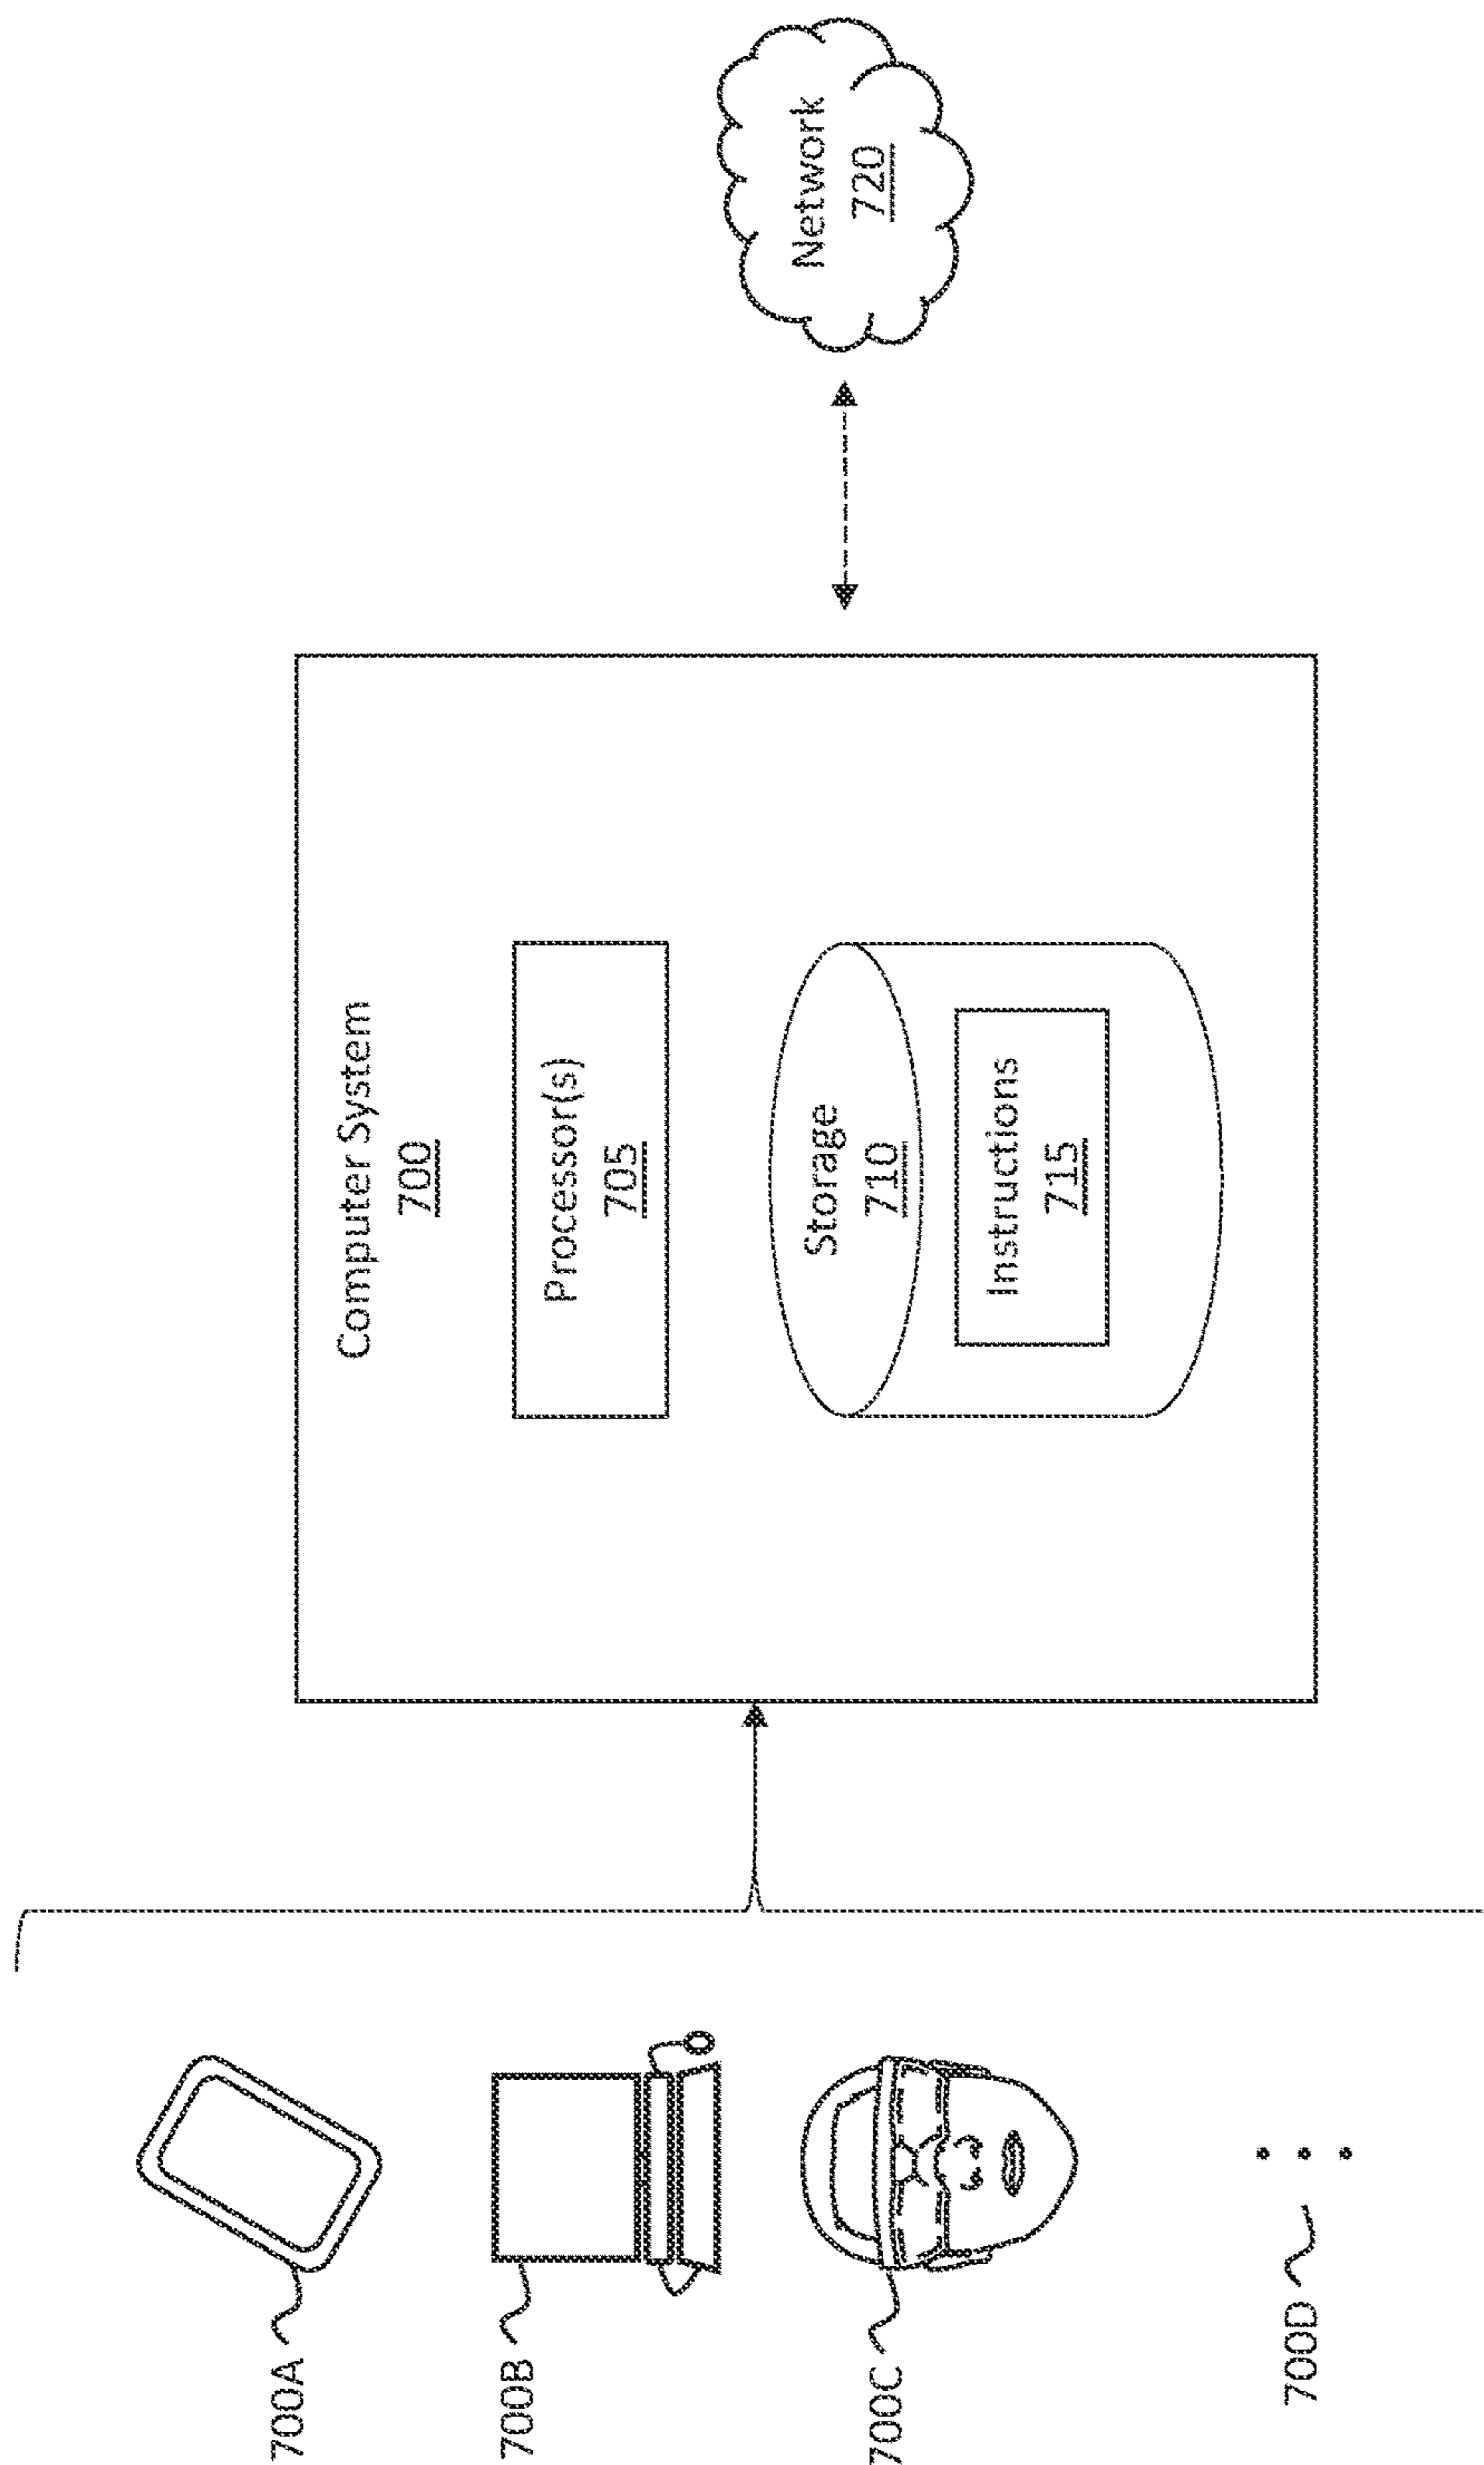 700A
700B
700C
700D
Computer System
700
Processor(s)
705
Storage
710
Instructions
715
Network
720